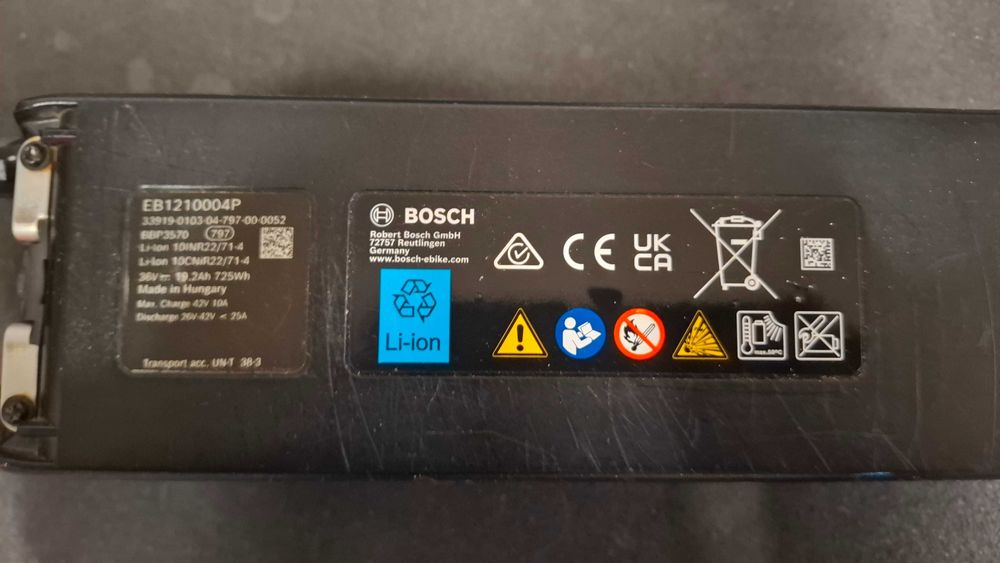 EB1210004P
33919-0103-04-797-00-0052
BBP3570 797
Li-Ion 10INR22/71-4
Li-Ion 10CNiR22/71-4
36V⎓ 19.2Ah 725Wh
Made in Hungary
Max. Charge 42V 10A
Discharge 26V-42V < 25A
Transport acc. UN-T 38-3
BOSCH
Robert Bosch GmbH
72757 Reutlingen
Germany
www.bosch-ebike.com
Li-ion
CE
UK
CA
max.60°C